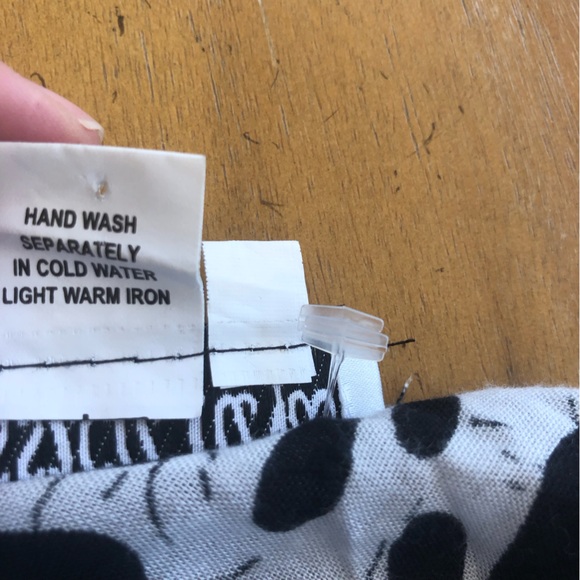 HAND WASH
SEPARATELY
IN COLD WATER
LIGHT WARM IRON